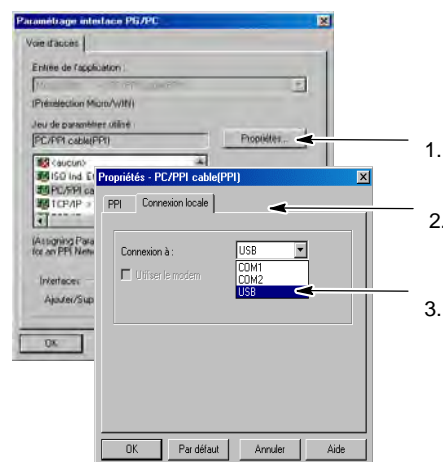 Paramétrage interface PG/PC
Voie d'accès
Entrée de l'application :
(Présélection Micro/WIN)
Jeu de paramètres utilisé :
PC/PPI cable(PPI)
Propriétés...
1.
<aucun>
ISO Ind. E
PC/PPI ca
TCP/IP
Propriétés - PC/PPI cable(PPI)
PPI
Connexion locale
2.
(Assigning Para
for an PPI Netw
Connexion à :
USB
Utiliser le modem
COM1
COM2
USB
3.
Interfaces
Ajouter/Sup
OK
OK
Par défaut
Annuler
Aide